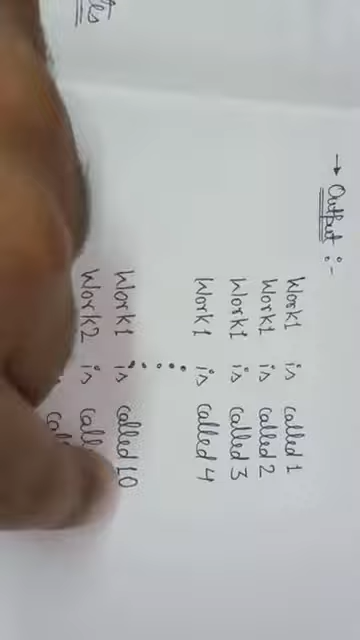 → Output :-
Work1 is called 1
Work1 is called 2
Work1 is called 3
Work1 is called 4
.....
Work1 is called 10
Work2 is